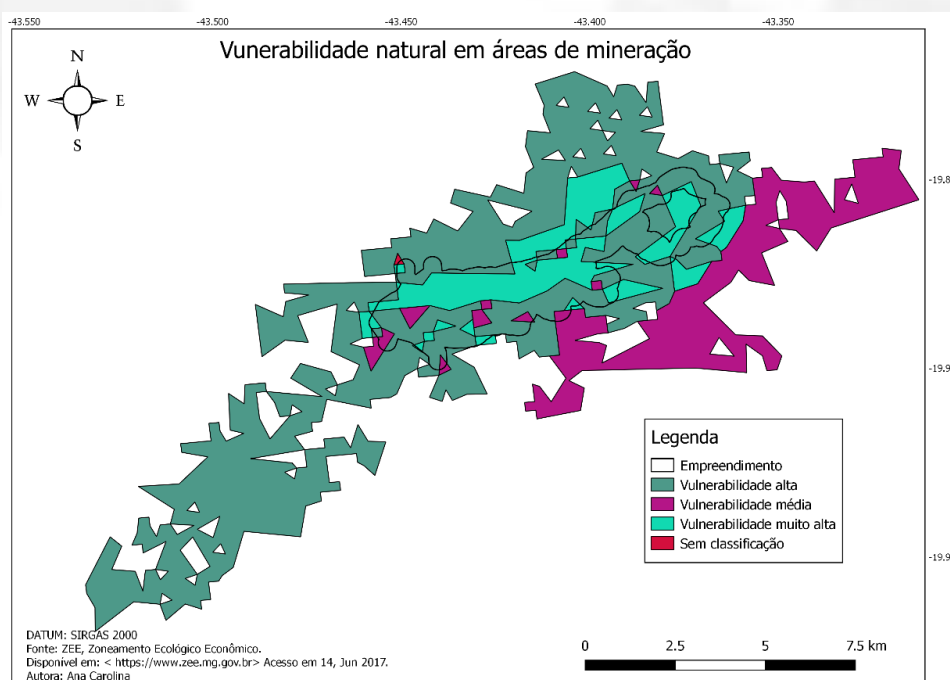 -43.550 -43.500 -43.450 -43.400 -43.350
Vunerabilidade natural em áreas de mineração
N
W E
S
-19.8
-19.9
-19.9
Legenda
Empreendimento
Vulnerabilidade alta
Vulnerabilidade média
Vulnerabilidade muito alta
Sem classificação
DATUM: SIRGAS 2000
Fonte: ZEE, Zoneamento Ecológico Econômico.
Disponivel em: < https://www.zee.mg.gov.br> Acesso em 14, Jun 2017.
Autora: Ana Carolina
0 2.5 5 7.5 km